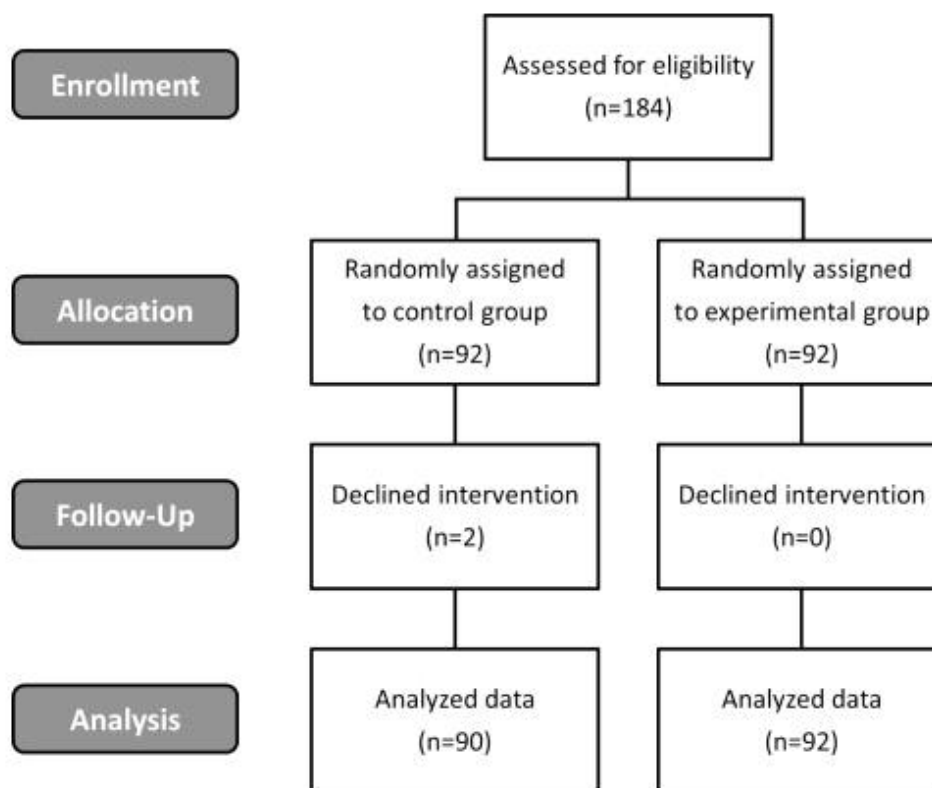 Enrollment
Assessed for eligibility
(n=184)
Allocation
Randomly assigned
to control group
(n=92)
Randomly assigned
to experimental group
(n=92)
Follow-Up
Declined intervention
(n=2)
Declined intervention
(n=0)
Analysis
Analyzed data
(n=90)
Analyzed data
(n=92)